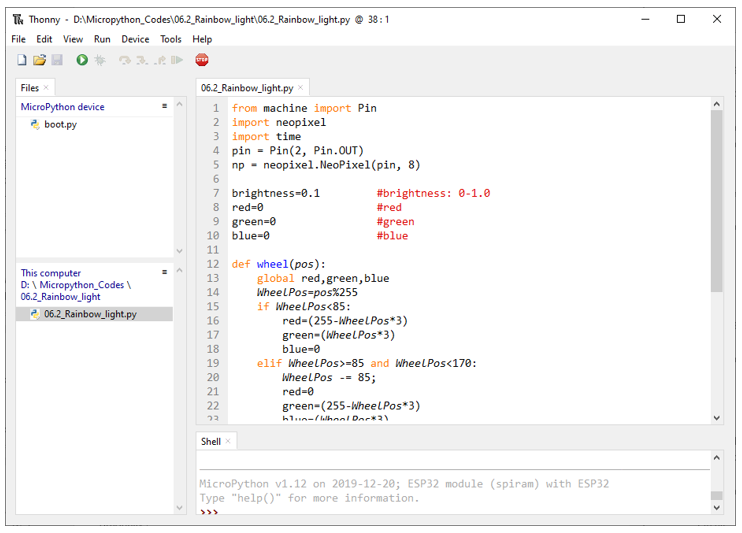 Thonny - D:\Micropython_Codes\06.2_Rainbow_light\06.2_Rainbow_light.py @ 38 : 1
File Edit View Run Device Tools Help
STOP
Files ×
MicroPython device
boot.py
This computer
D: \ Micropython_Codes \
06.2_Rainbow_light
06.2_Rainbow_light.py
06.2_Rainbow_light.py ×
1 from machine import Pin
2 import neopixel
3 import time
4 pin = Pin(2, Pin.OUT)
5 np = neopixel.NeoPixel(pin, 8)
6
7 brightness=0.1 #brightness: 0-1.0
8 red=0 #red
9 green=0 #green
10 blue=0 #blue
11
12 def wheel(pos):
13 global red,green,blue
14 WheelPos=pos%255
15 if WheelPos<85:
16 red=(255-WheelPos*3)
17 green=(WheelPos*3)
18 blue=0
19 elif WheelPos>=85 and WheelPos<170:
20 WheelPos -= 85;
21 red=0
22 green=(255-WheelPos*3)
23 blue=(WheelPos*3)
Shell ×
MicroPython v1.12 on 2019-12-20; ESP32 module (spiram) with ESP32
Type "help()" for more information.
>>>